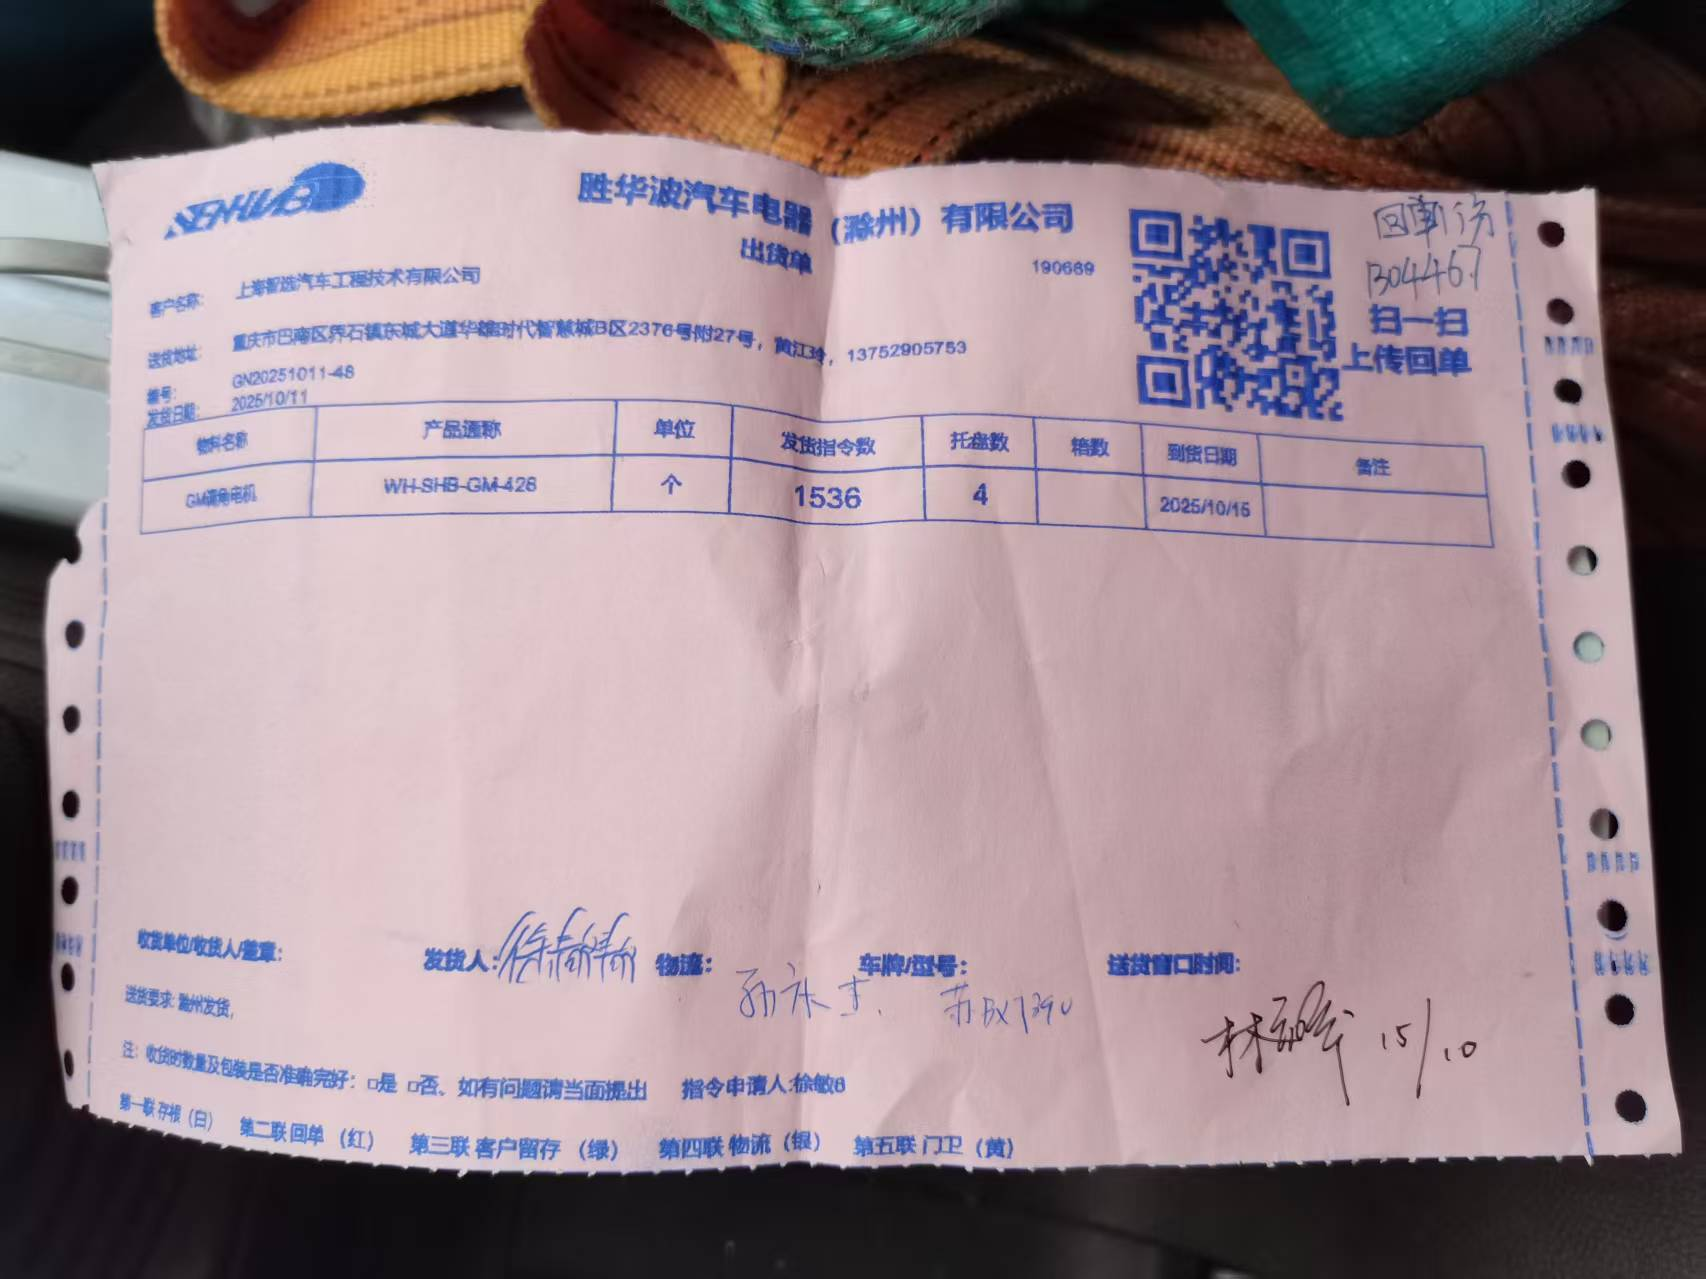 SENHWB
胜华波汽车电器（滁州）有限公司
出货单
190689
回单1份
1304467
扫一扫
上传回单
客户名称： 上海智选汽车工程技术有限公司
送货地址： 重庆市巴南区界石镇东城大道华雄时代智慧城B区2376号附27号，黄江玲，13752905753
编号： GN20251011-48
发货日期： 2025/10/11
物料名称 产品通称 单位 发货指令数 托盘数 箱数 到货日期 备注
GM调角电机 WH-SHB-GM-428 个 1536 4 2025/10/15
收货单位/收货人/盖章： 发货人： 物流： 车牌/型号： 送货窗口时间：
15/10
送货要求: 滁州发货,
注：收货时数量及包装是否准确完好：□是 □否、如有问题请当面提出 指令申请人:徐敏6
第一联 存根（白） 第二联 回单 （红） 第三联 客户留存 （绿） 第四联 物流（银） 第五联 门卫（黄）